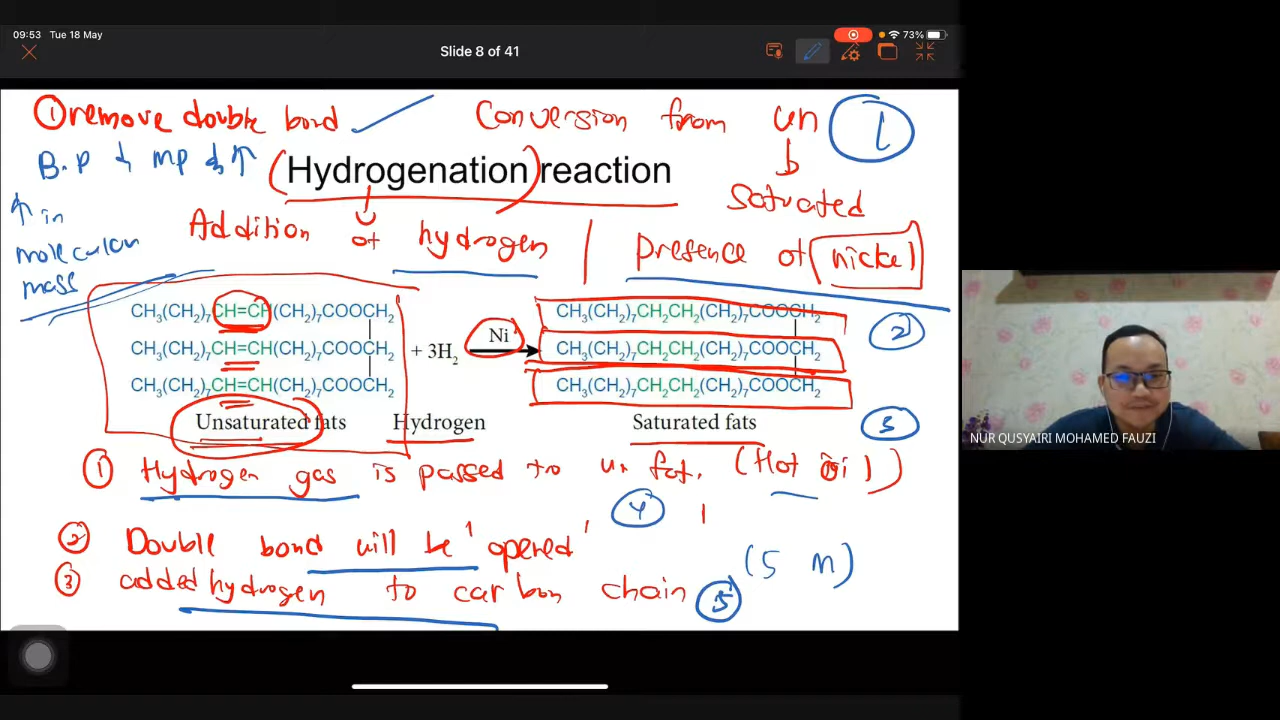 09:53 Tue 18 May
73%
Slide 8 of 41
① remove double bond
Conversion from un
1
B.p & mp ↑
Hydrogenation reaction
saturated
↑ in
molecular
mass
Addition of hydrogen
presence of nickel
CH₃(CH₂)₇CH=CH(CH₂)₇COOCH₂
CH₃(CH₂)₇CH=CH(CH₂)₇COOCH₂
CH₃(CH₂)₇CH=CH(CH₂)₇COOCH₂
+ 3H₂
Ni
CH₃(CH₂)₇CH₂CH₂(CH₂)₇COOCH₂
CH₃(CH₂)₇CH₂CH₂(CH₂)₇COOCH₂
CH₃(CH₂)₇CH₂CH₂(CH₂)₇COOCH₂
2
Unsaturated fats
Hydrogen
Saturated fats
3
① Hydrogen gas is passed to un fat. (Hot oil)
4
② Double bond will be 'opened'
(5 m)
③ added hydrogen to carbon chain
5
NUR QUSYAIRI MOHAMED FAUZI